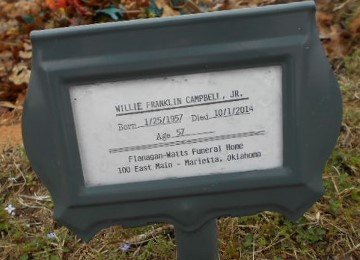 WILLIE FRANKLIN CAMPBELL, JR.
Born 1/25/1957 Died 10/1/2014
Age 57
Flanagan-Watts Funeral Home
100 East Main - Marietta, Oklahoma